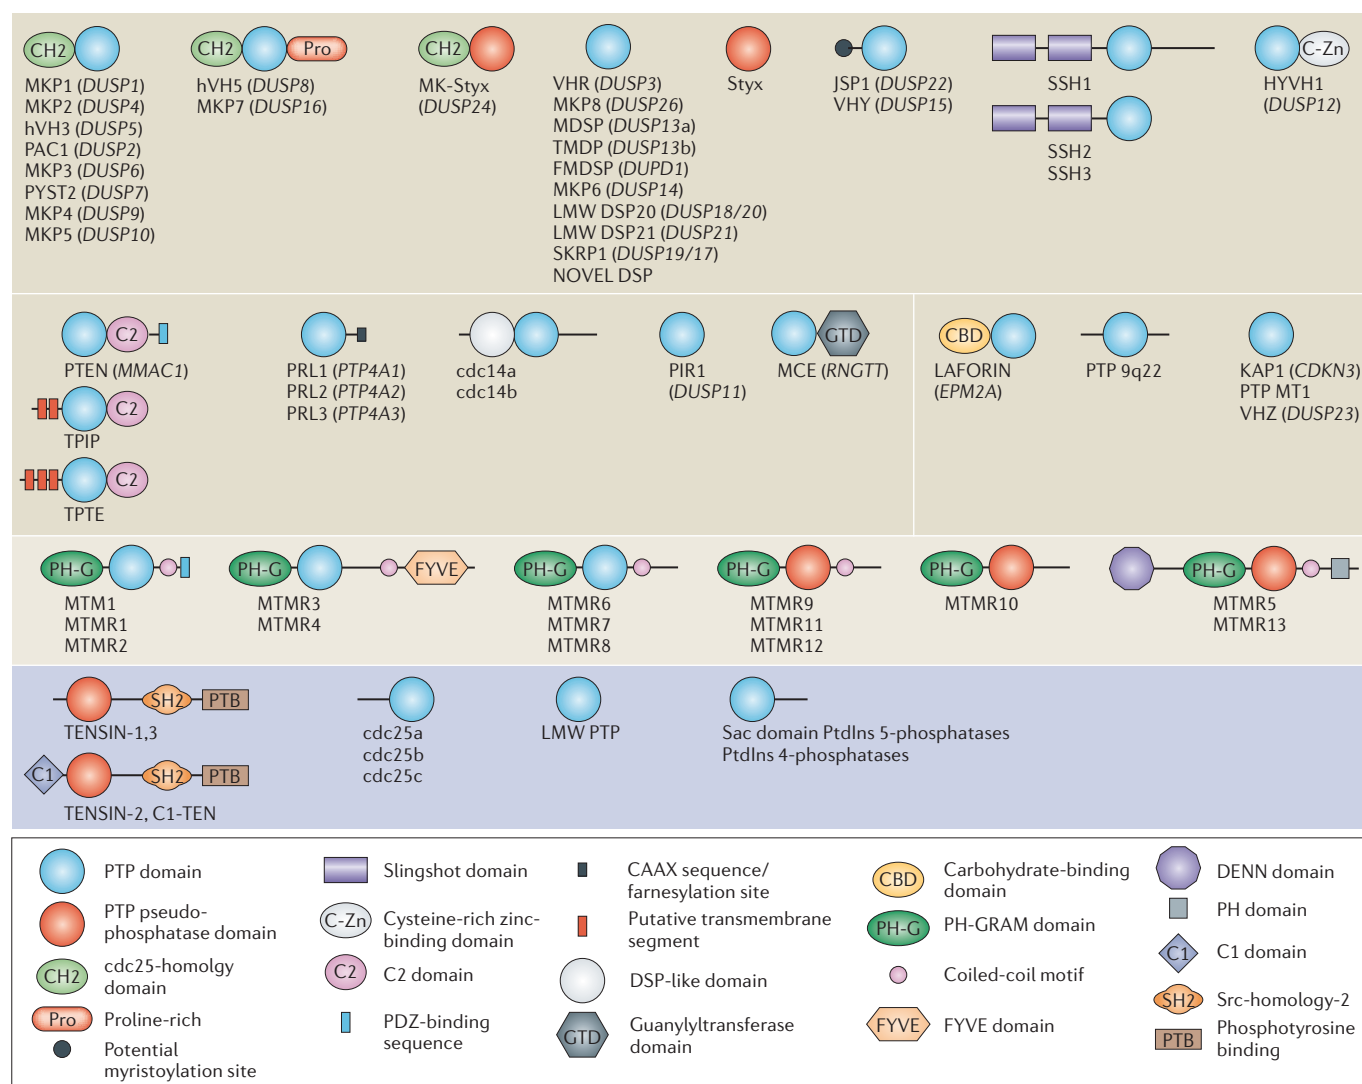 CH2
CH2 Pro
CH2
C-Zn
MKP1 (DUSP1)
MKP2 (DUSP4)
hVH3 (DUSP5)
PAC1 (DUSP2)
MKP3 (DUSP6)
PYST2 (DUSP7)
MKP4 (DUSP9)
MKP5 (DUSP10)
hVH5 (DUSP8)
MKP7 (DUSP16)
MK-Styx
(DUSP24)
VHR (DUSP3)
MKP8 (DUSP26)
MDSP (DUSP13a)
TMDP (DUSP13b)
FMDSP (DUPD1)
MKP6 (DUSP14)
LMW DSP20 (DUSP18/20)
LMW DSP21 (DUSP21)
SKRP1 (DUSP19/17)
NOVEL DSP
Styx
JSP1 (DUSP22)
VHY (DUSP15)
SSH1
SSH2
SSH3
HYVH1
(DUSP12)
C2
PTEN (MMAC1)
C2
TPIP
C2
TPTE
PRL1 (PTP4A1)
PRL2 (PTP4A2)
PRL3 (PTP4A3)
cdc14a
cdc14b
PIR1
(DUSP11)
GTD
MCE (RNGTT)
CBD
LAFORIN
(EPM2A)
PTP 9q22
KAP1 (CDKN3)
PTP MT1
VHZ (DUSP23)
PH-G
MTM1
MTMR1
MTMR2
PH-G FYVE
MTMR3
MTMR4
PH-G
MTMR6
MTMR7
MTMR8
PH-G
MTMR9
MTMR11
MTMR12
PH-G
MTMR10
PH-G
MTMR5
MTMR13
SH2 PTB
TENSIN-1,3
C1 SH2 PTB
TENSIN-2, C1-TEN
cdc25a
cdc25b
cdc25c
LMW PTP
Sac domain PtdIns 5-phosphatases
PtdIns 4-phosphatases
PTP domain
PTP pseudo-
phosphatase domain
CH2 cdc25-homolgy
domain
Pro Proline-rich
Potential
myristoylation site
Slingshot domain
C-Zn Cysteine-rich zinc-
binding domain
C2 C2 domain
PDZ-binding
sequence
CAAX sequence/
farnesylation site
Putative transmembrane
segment
DSP-like domain
GTD Guanylyltransferase
domain
CBD Carbohydrate-binding
domain
PH-G PH-GRAM domain
Coiled-coil motif
FYVE FYVE domain
DENN domain
PH domain
C1 C1 domain
SH2 Src-homology-2
PTB Phosphotyrosine
binding